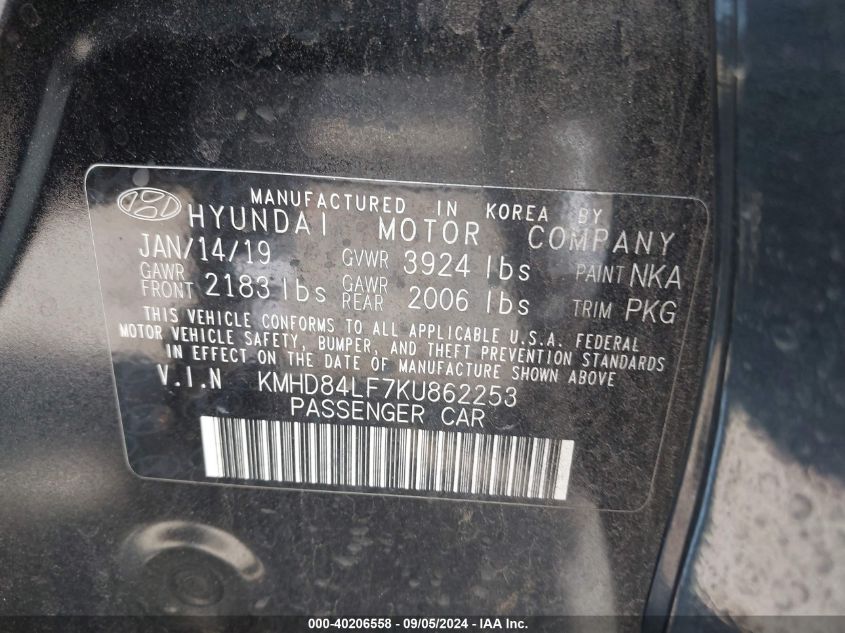 MANUFACTURED IN KOREA BY
HYUNDAI MOTOR COMPANY
JAN/14/19 GVWR 3924 lbs PAINT NKA
GAWR FRONT 2183 lbs GAWR REAR 2006 lbs TRIM PKG
THIS VEHICLE CONFORMS TO ALL APPLICABLE U.S.A. FEDERAL
MOTOR VEHICLE SAFETY, BUMPER, AND THEFT PREVENTION STANDARDS
IN EFFECT ON THE DATE OF MANUFACTURE SHOWN ABOVE
V.I.N KMHD84LF7KU862253
PASSENGER CAR
000-40206558 - 09/05/2024 - IAAI.com